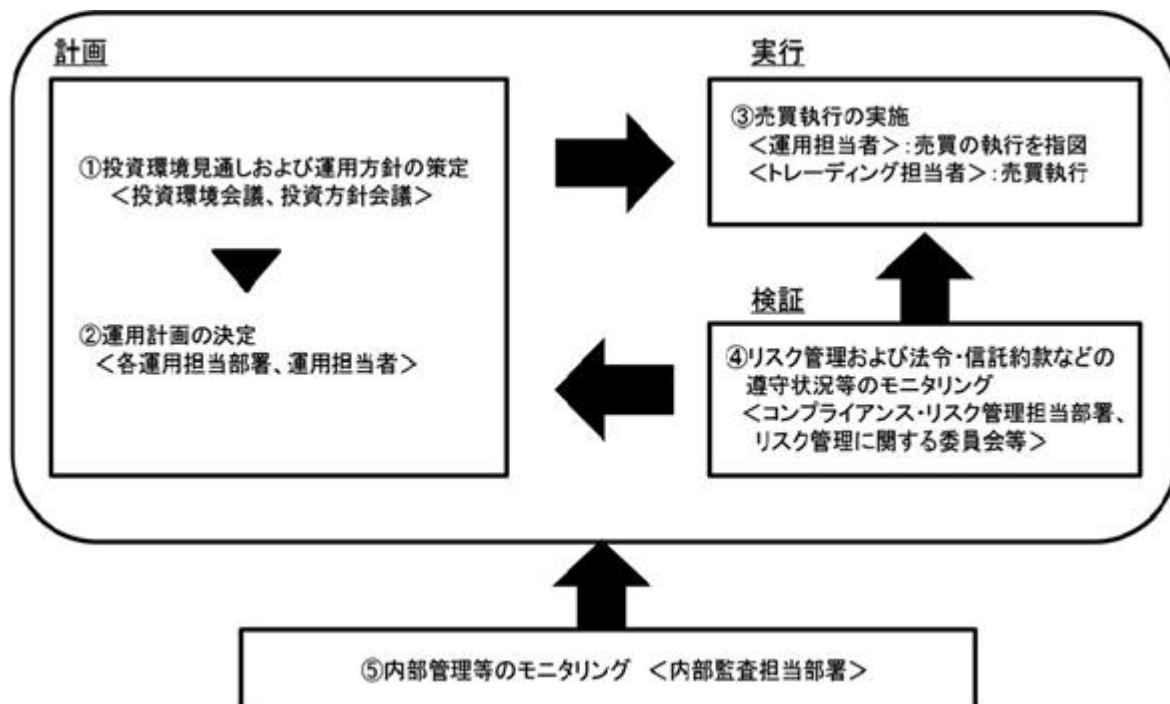 計画
①投資環境見通しおよび運用方針の策定
＜投資環境会議、投資方針会議＞
②運用計画の決定
＜各運用担当部署、運用担当者＞
実行
③売買執行の実施
＜運用担当者＞：売買の執行を指図
＜トレーディング担当者＞：売買執行
検証
④リスク管理および法令・信託約款などの
遵守状況等のモニタリング
＜コンプライアンス・リスク管理担当部署、
リスク管理に関する委員会等＞
⑤内部管理等のモニタリング ＜内部監査担当部署＞